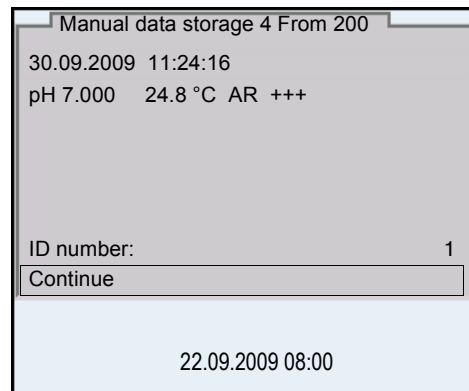 Manual data storage 4 From 200
30.09.2009 11:24:16
pH 7.000 24.8 °C AR +++
ID number: 1
Continue
22.09.2009 08:00